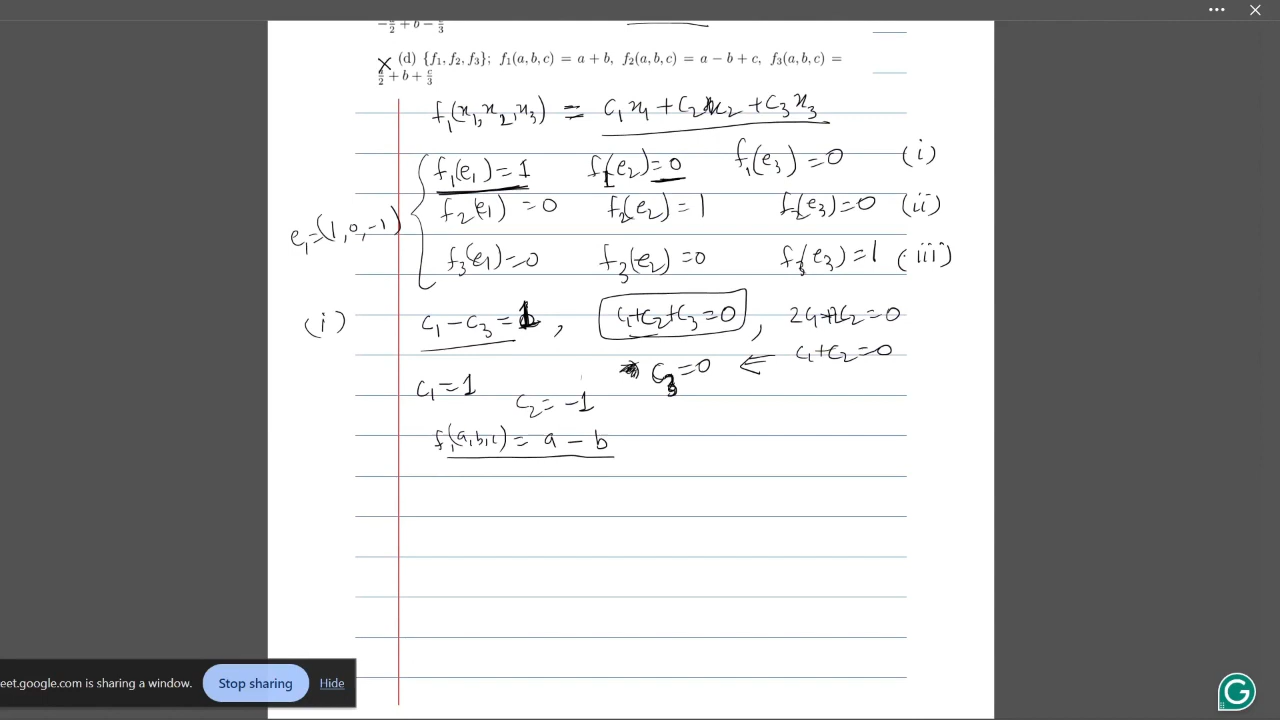 -a/2 + b - c/3
(d) {f₁, f₂, f₃}; f₁(a, b, c) = a + b, f₂(a, b, c) = a − b + c, f₃(a, b, c) =
a/2 + b + c/3
f₁(x₁, x₂, x₃) = c₁x₁ + c₂x₂ + c₃x₃
f₁(e₁) = 1 f₁(e₂) = 0 f₁(e₃) = 0 (i)
e₁ = (1, 0, -1) f₂(e₁) = 0 f₂(e₂) = 1 f₂(e₃) = 0 (ii)
f₃(e₁) = 0 f₃(e₂) = 0 f₃(e₃) = 1 (iii)
(i) c₁ - c₃ = 1, c₁ + c₂ + c₃ = 0, 2c₁ + 2c₂ = 0
c₃ = 0 ⇐ c₁ + c₂ = 0
c₁ = 1 c₂ = -1
f₁(a, b, c) = a - b
eet.google.com is sharing a window. Stop sharing Hide